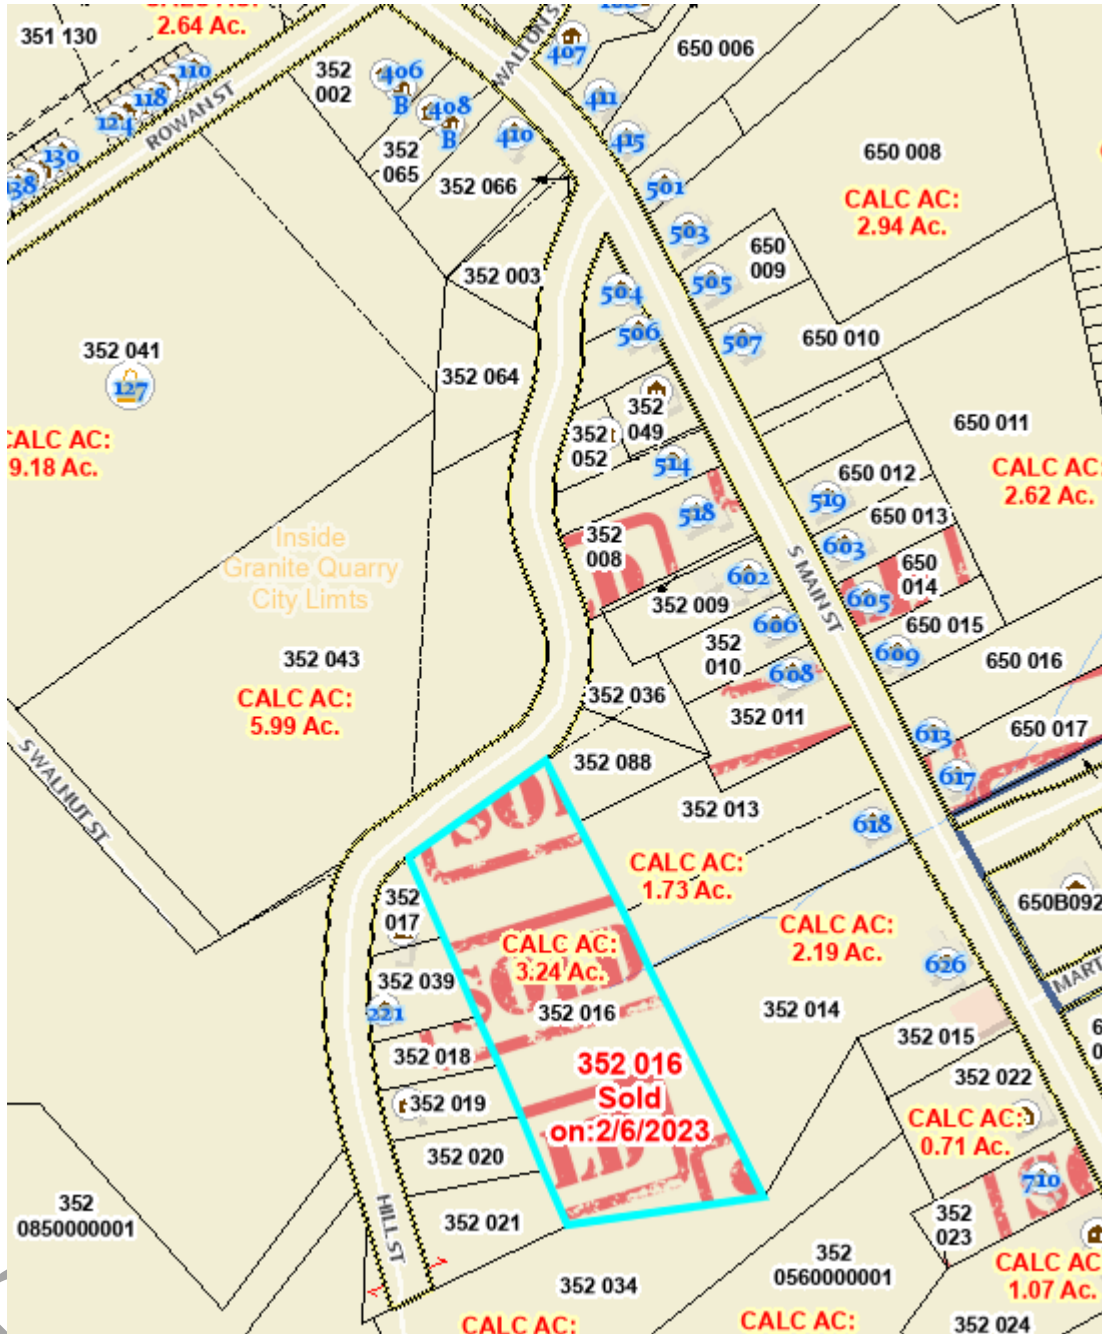 2.64 Ac.
351 130
WALTON S
407
650 006
110
352
002
406
B
118
408
B
411
124
ROWAN ST
410
415
130
352
065
650 008
138
352 066
501
CALC AC:
2.94 Ac.
503
650
009
352 003
505
504
506
507
650 010
352 041
127
352 064
352
049
650 011
CALC AC:
9.18 Ac.
352
052
514
CALC AC:
2.62 Ac.
650 012
519
518
650 013
Inside
Granite Quarry
City Limts
352
008
S MAIN ST
603
650
014
602
605
352 009
606
650 015
609
352
010
352 043
608
650 016
CALC AC:
5.99 Ac.
352 036
352 011
650 017
613
S WALNUT ST
352 088
617
352 013
618
CALC AC:
1.73 Ac.
352
017
650B092
CALC AC:
3.24 Ac.
SOLD
CALC AC:
2.19 Ac.
626
MART
352 039
221
352 016
352 014
352 015
352 018
352 016
Sold
on:2/6/2023
352 022
352 019
CALC AC:
0.71 Ac.
352 020
710
352
0850000001
HILL ST
352 021
352
023
352
0560000001
352 034
CALC AC:
1.07 Ac.
CALC AC:
CALC AC:
352 024